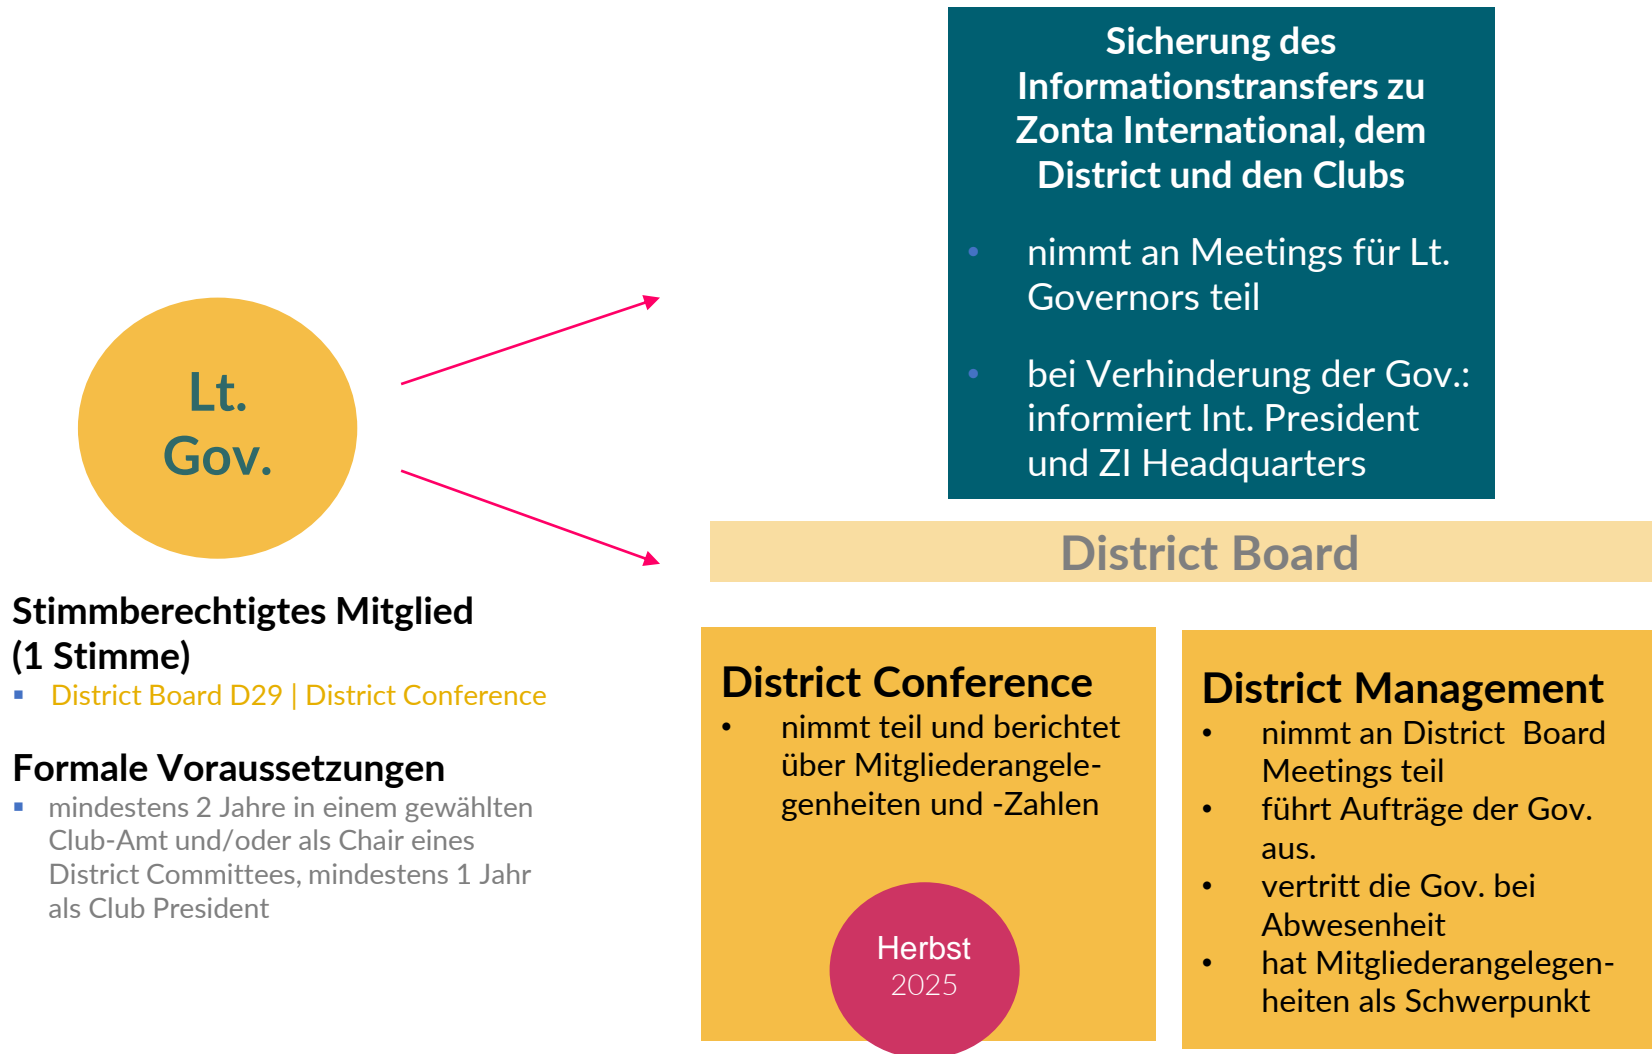 Sicherung des
Informationstransfers zu
Zonta International, dem
District und den Clubs
• nimmt an Meetings für Lt.
Governors teil
• bei Verhinderung der Gov.:
informiert Int. President
und ZI Headquarters
Lt.
Gov.
Stimmberechtigtes Mitglied
(1 Stimme)
▪ District Board D29 | District Conference
Formale Voraussetzungen
▪ mindestens 2 Jahre in einem gewählten
Club-Amt und/oder als Chair eines
District Committees, mindestens 1 Jahr
als Club President
District Board
District Conference
• nimmt teil und berichtet
über Mitgliederangele-
genheiten und -Zahlen
Herbst
2025
District Management
• nimmt an District Board
Meetings teil
• führt Aufträge der Gov.
aus.
• vertritt die Gov. bei
Abwesenheit
• hat Mitgliederangelegen-
heiten als Schwerpunkt